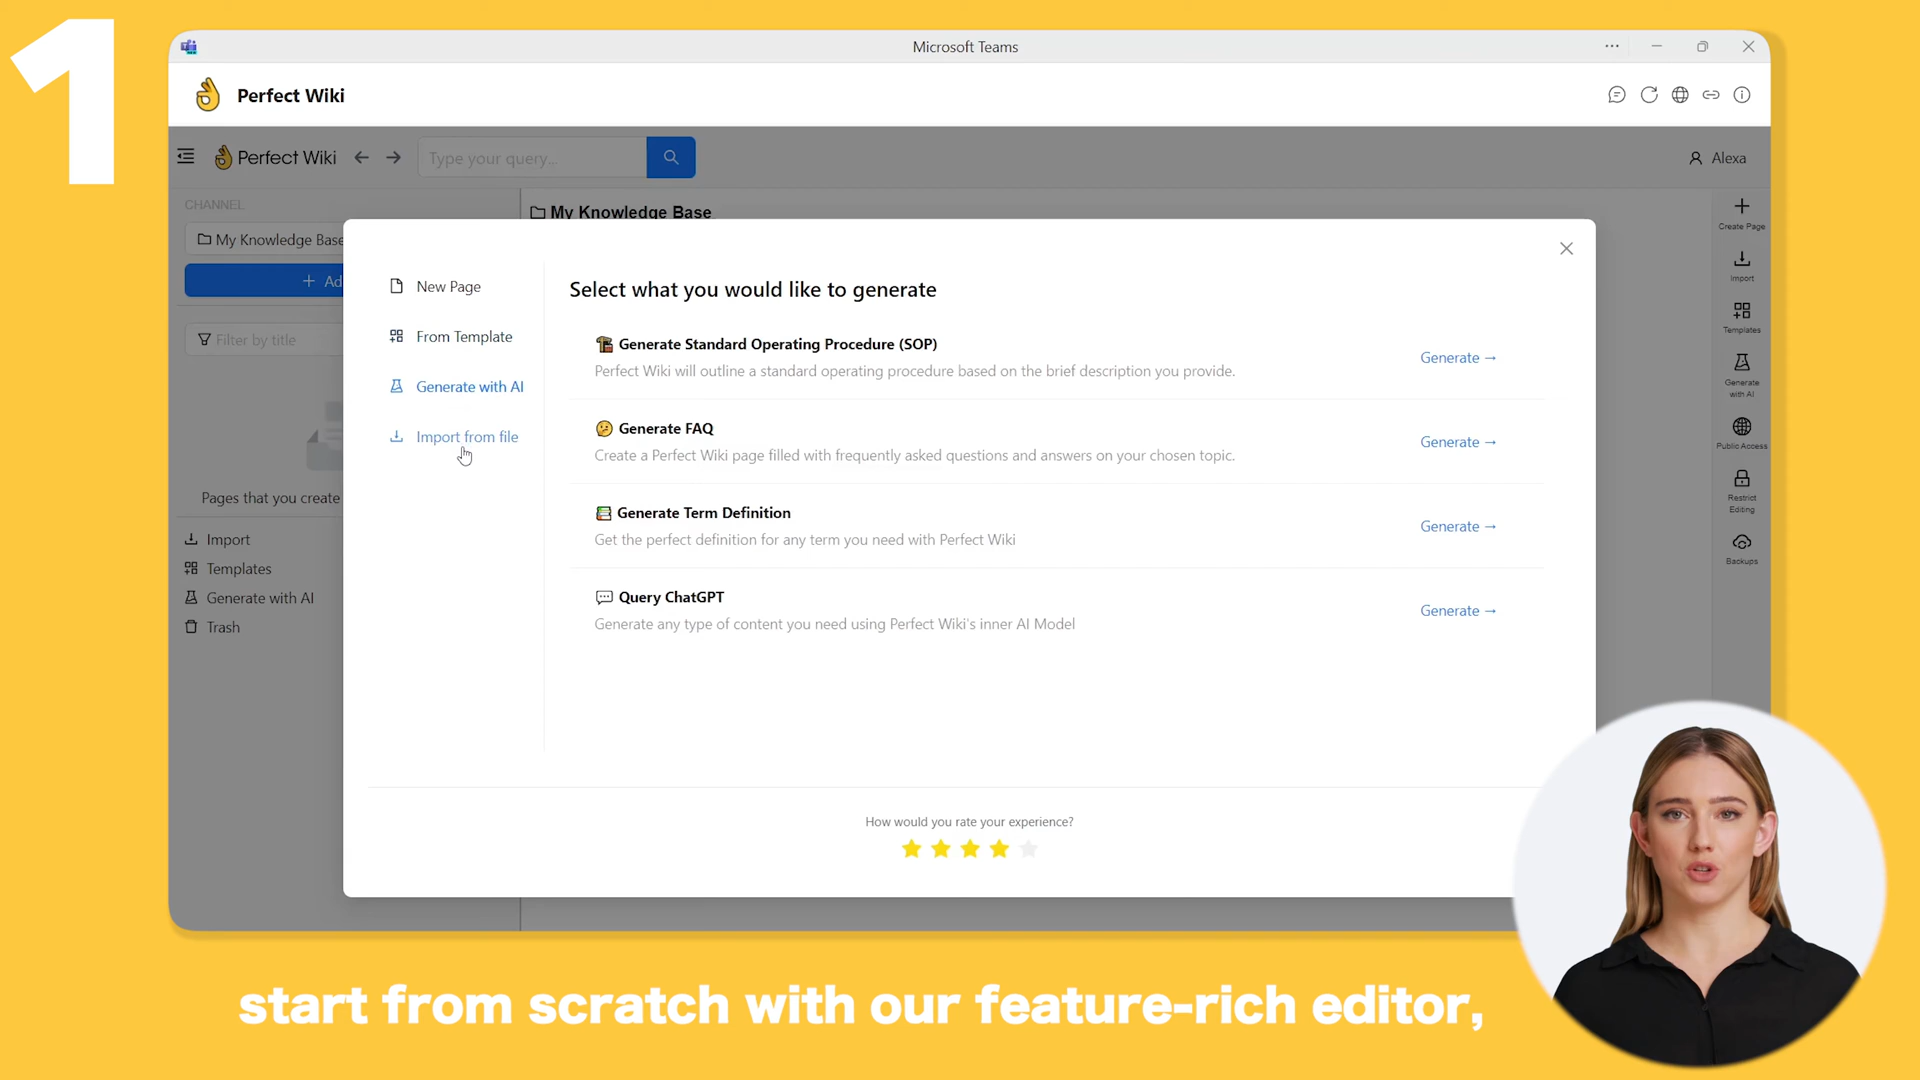 1
Microsoft Teams
Perfect Wiki
Perfect Wiki
Type your query...
Alexa
CHANNEL
My Knowledge Base
My Knowledge Base
Filter by title
Pages that you create
Import
Templates
Generate with AI
Trash
New Page
From Template
Generate with AI
Import from file
Select what you would like to generate
Generate Standard Operating Procedure (SOP)
Perfect Wiki will outline a standard operating procedure based on the brief description you provide.
Generate →
Generate FAQ
Create a Perfect Wiki page filled with frequently asked questions and answers on your chosen topic.
Generate →
Generate Term Definition
Get the perfect definition for any term you need with Perfect Wiki
Generate →
Query ChatGPT
Generate any type of content you need using Perfect Wiki's inner AI Model
Generate →
How would you rate your experience?
Create Page
Import
Templates
Generate
with AI
Public Access
Restrict
Editing
Backups
start from scratch with our feature-rich editor,